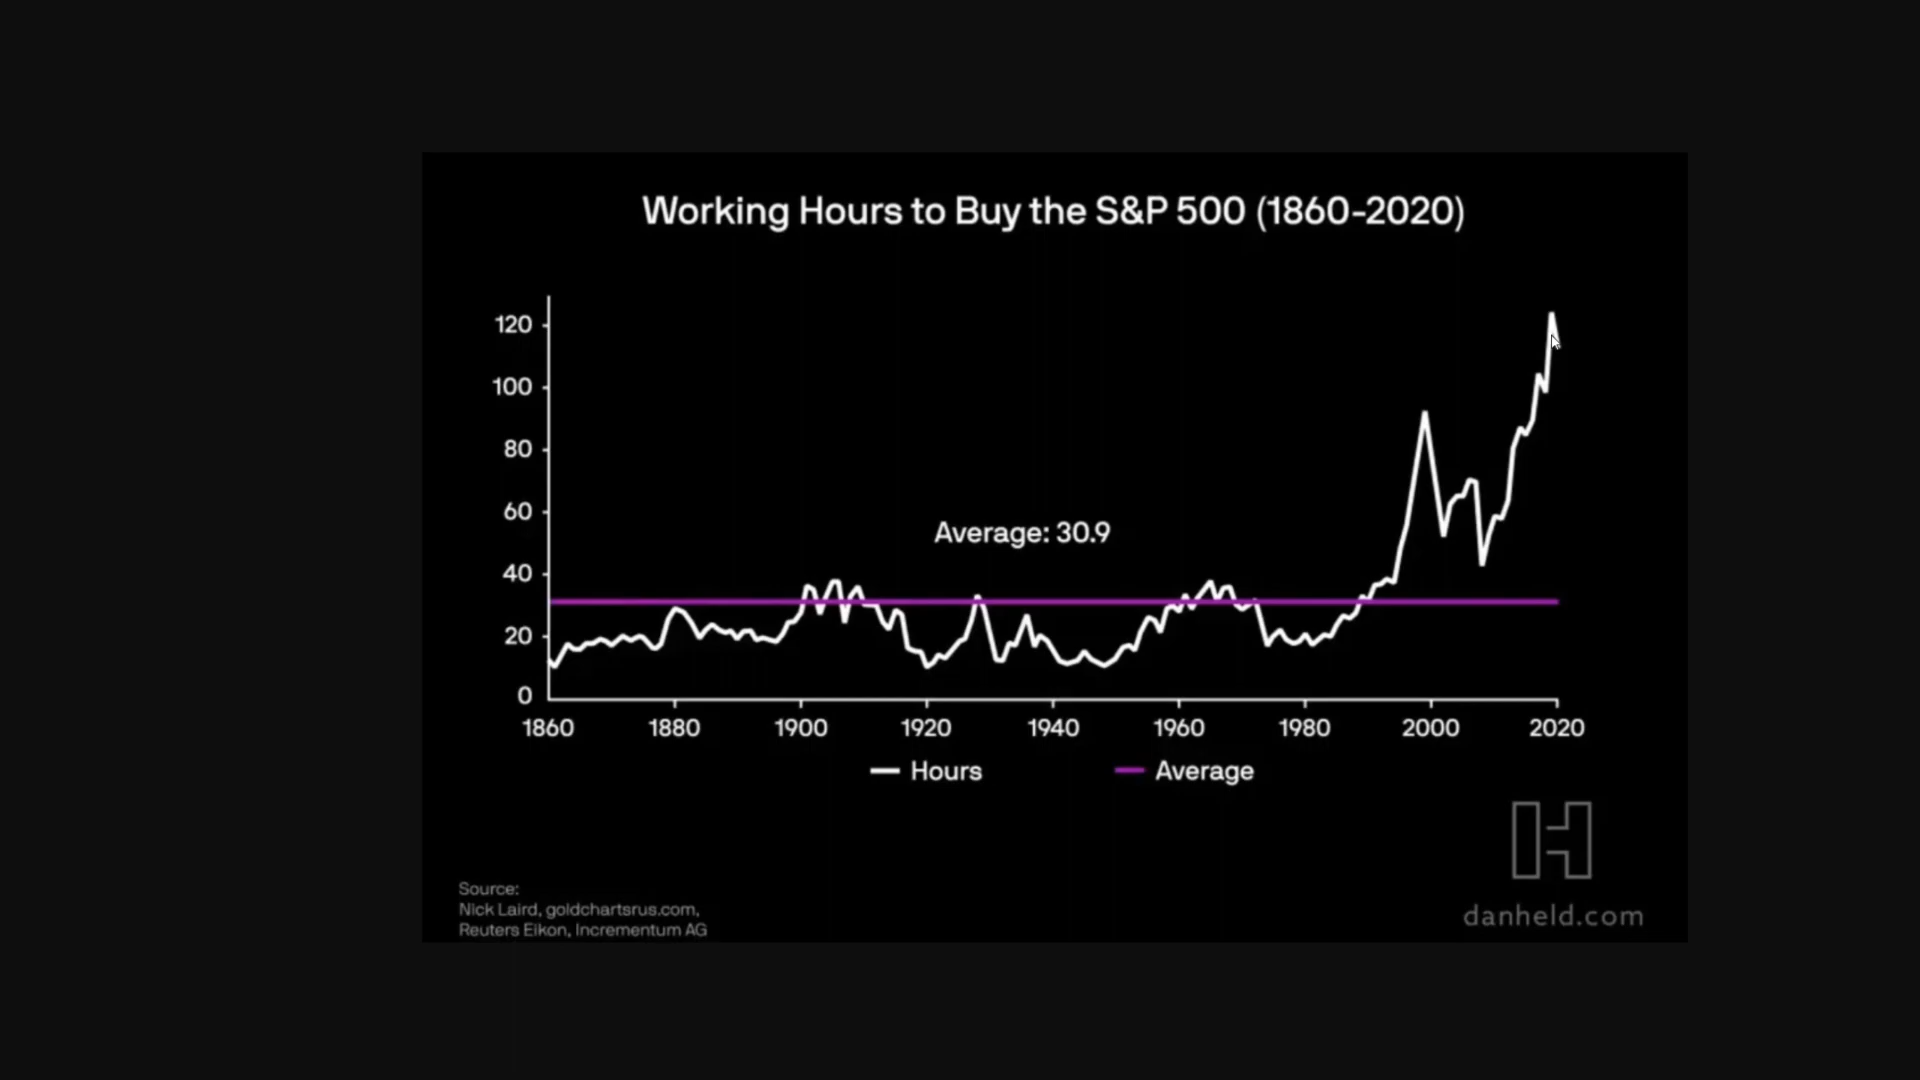 Working Hours to Buy the S&P 500 (1860-2020)
120
100
80
60
40
20
0
Average: 30.9
1860 1880 1900 1920 1940 1960 1980 2000 2020
Hours Average
Source:
Nick Laird, goldchartsrus.com,
Reuters Eikon, Incrementum AG
danheld.com